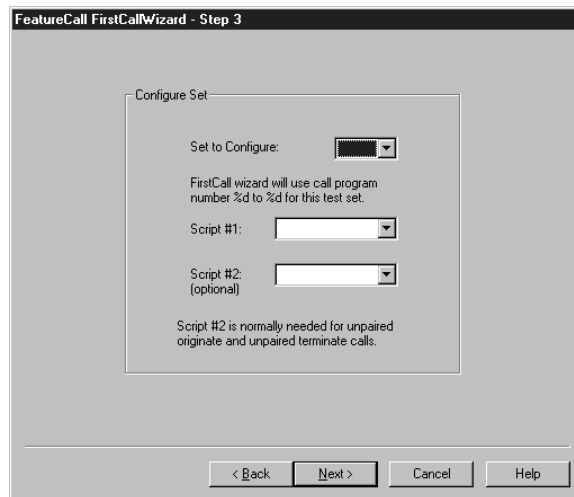 FeatureCall FirstCallWizard - Step 3
Configure Set
Set to Configure:
FirstCall wizard will use call program
number %d to %d for this test set.
Script #1:
Script #2:
(optional)
Script #2 is normally needed for unpaired
originate and unpaired terminate calls.
< Back Next > Cancel Help